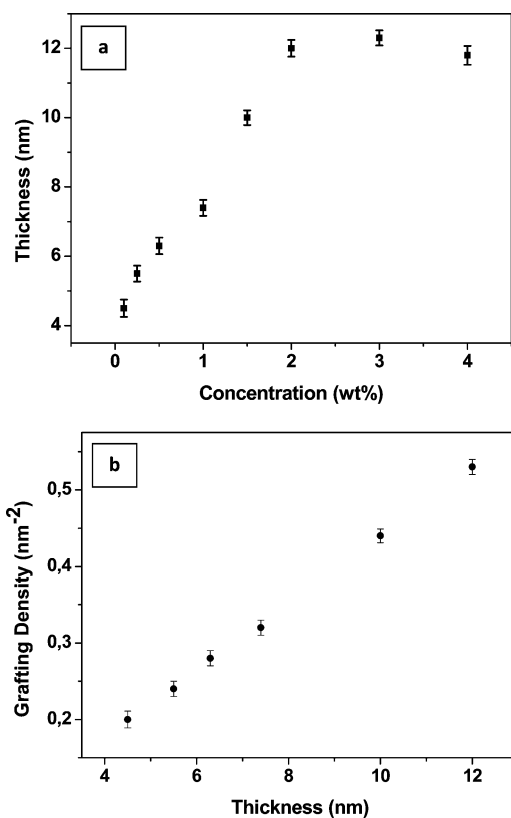 a
12
10
8
6
4
Thickness (nm)
0 1 2 3 4
Concentration (wt%)
b
0,5
0,4
0,3
0,2
Grafting Density (nm⁻²)
4 6 8 10 12
Thickness (nm)